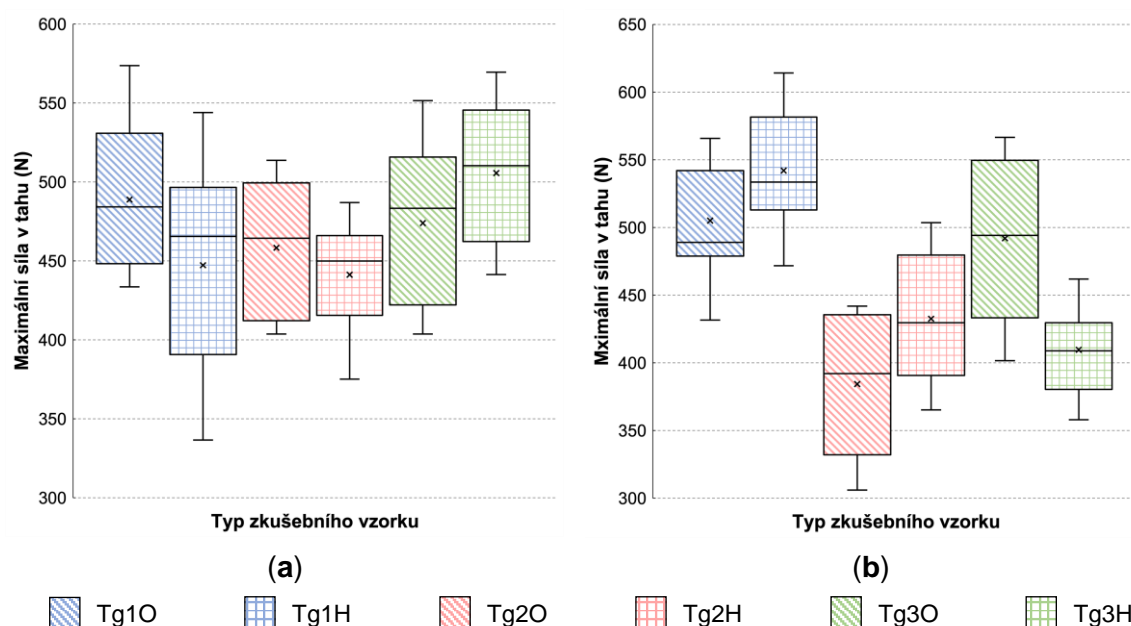 600
550
500
450
400
350
300
Maximální síla v tahu (N)
Typ zkušebního vzorku
(a)
650
600
550
500
450
400
350
300
Mximální síla v tahu (N)
Typ zkušebního vzorku
(b)
Tg1O Tg1H Tg2O Tg2H Tg3O Tg3H